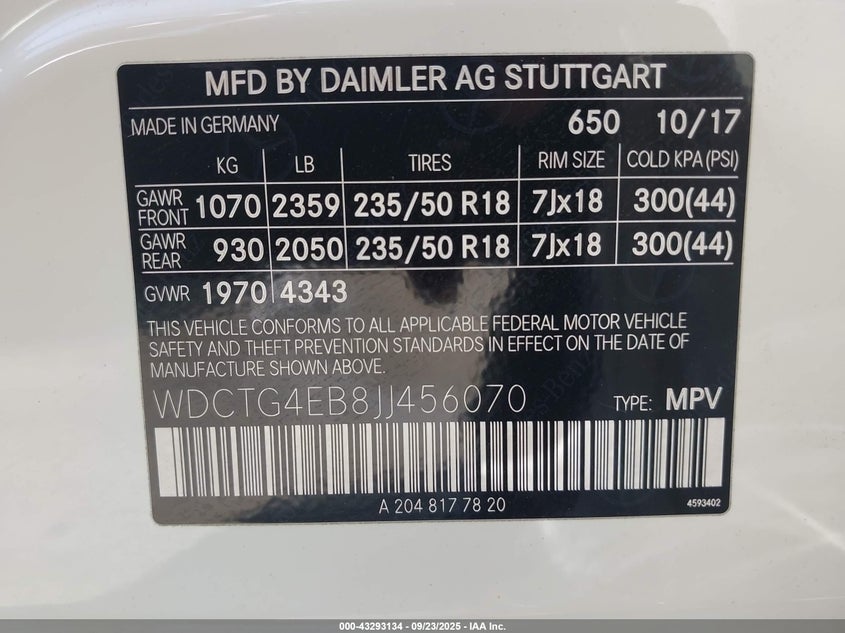 MFD BY DAIMLER AG STUTTGART
MADE IN GERMANY 650 10/17
KG LB TIRES RIM SIZE COLD KPA (PSI)
GAWR FRONT 1070 2359 235/50 R18 7Jx18 300(44)
GAWR REAR 930 2050 235/50 R18 7Jx18 300(44)
GVWR 1970 4343
THIS VEHICLE CONFORMS TO ALL APPLICABLE FEDERAL MOTOR VEHICLE
SAFETY AND THEFT PREVENTION STANDARDS IN EFFECT ON THE DATE OF
MANUFACTURE SHOWN ABOVE.
WDCTG4EB8JJ456070 TYPE: MPV
A 204 817 78 20 4593402
000-43293134 - 09/23/2025 - IAA Inc.